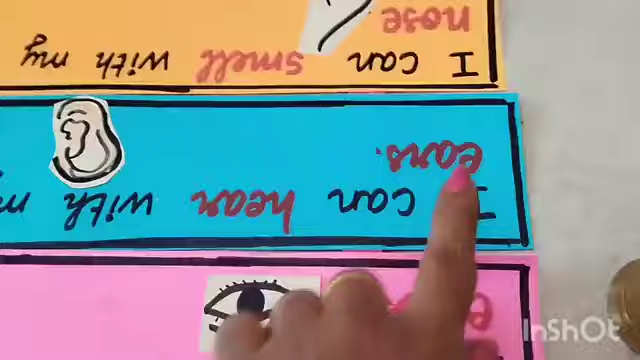 I can smell with my
nose
I can hear with
ears.
InShOt